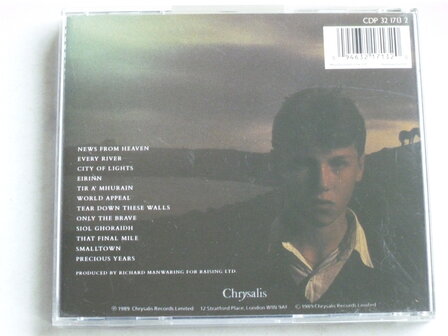 CDP 32 1713 2
NEWS FROM HEAVEN
EVERY RIVER
CITY OF LIGHTS
EIRINN
TIR A' MHURAIN
WORLD APPEAL
TEAR DOWN THESE WALLS
ONLY THE BRAVE
SIOL GHORAIDH
THAT FINAL MILE
SMALLTOWN
PRECIOUS YEARS
PRODUCED BY RICHARD MANWARING FOR RAISING LTD.
Chrysalis
℗ 1989 Chrysalis Records Limited 12 Stratford Place, London W1N 9AF © 1989 Chrysalis Records Limited